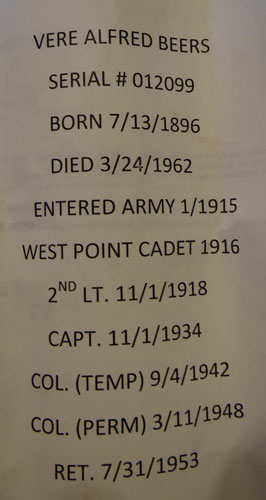 VERE ALFRED BEERS
SERIAL # 012099
BORN 7/13/1896
DIED 3/24/1962
ENTERED ARMY 1/1915
WEST POINT CADET 1916
2ND LT. 11/1/1918
CAPT. 11/1/1934
COL. (TEMP) 9/4/1942
COL. (PERM) 3/11/1948
RET. 7/31/1953